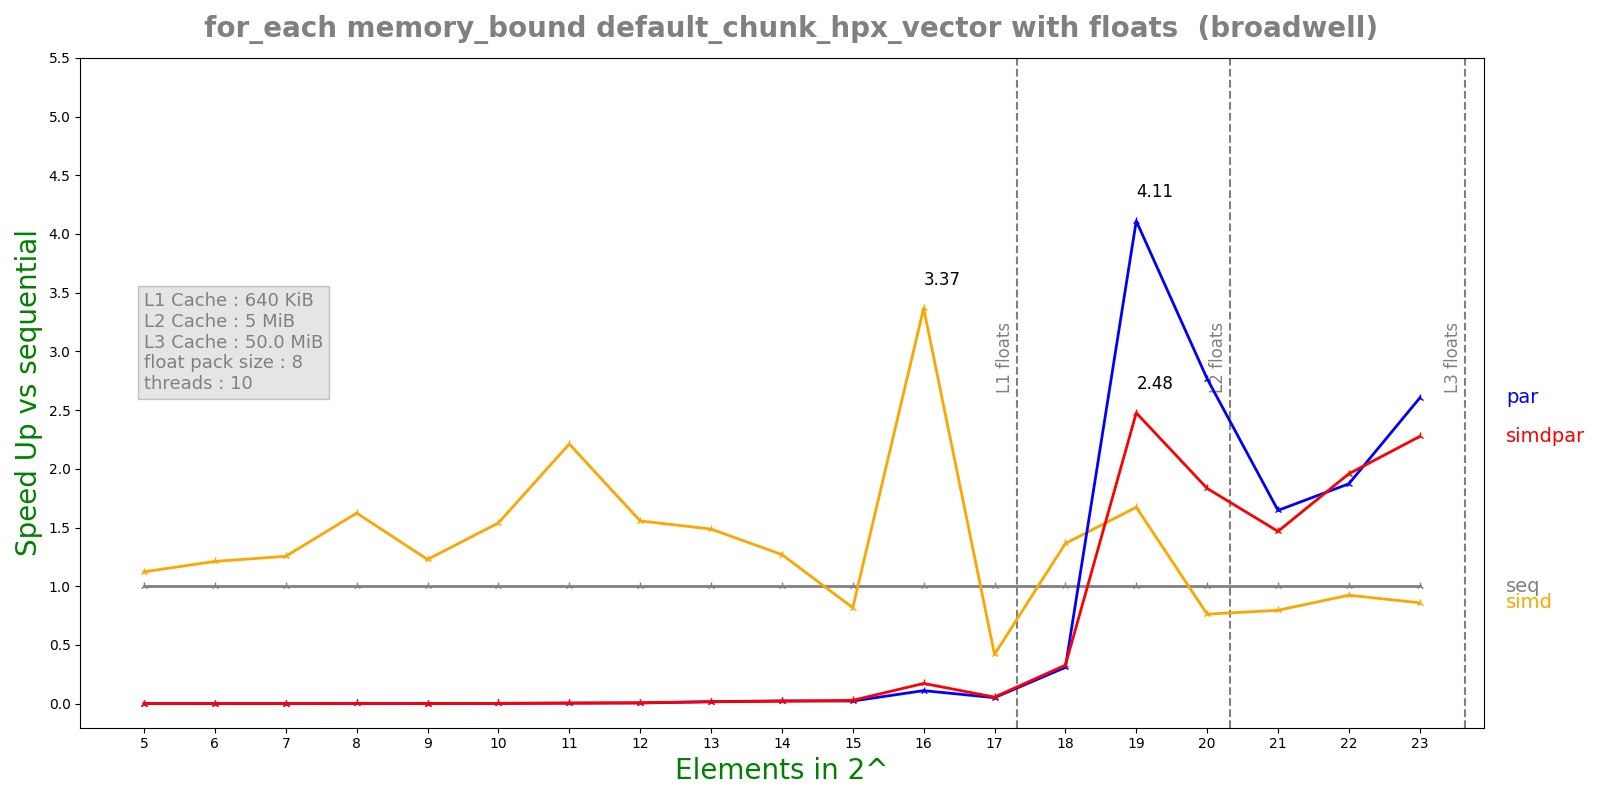 for_each memory_bound default_chunk_hpx_vector with floats (broadwell)
Speed Up vs sequential
5.5
5.0
4.5
4.0
3.5
3.0
2.5
2.0
1.5
1.0
0.5
0.0
L1 Cache : 640 KiB
L2 Cache : 5 MiB
L3 Cache : 50.0 MiB
float pack size : 8
threads : 10
3.37
4.11
2.48
L1 floats
L2 floats
L3 floats
par
simdpar
seq
simd
5 6 7 8 9 10 11 12 13 14 15 16 17 18 19 20 21 22 23
Elements in 2^